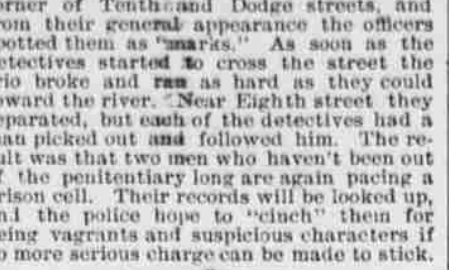 orner of Tenth and Dodge streets, and
rom their general appearance the officers
potted them as "marks." As soon as the
etectives started to cross the street the
rio broke and ran as hard as they could
oward the river. Near Eighth street they
eparated, but each of the detectives had a
nan picked out and followed him. The re-
ult was that two men who haven't been out
f the penitentiary long are again pacing a
rison cell. Their records will be looked up,
nd the police hope to "cinch" them for
eing vagrants and suspicious characters if
o more serious charge can be made to stick.